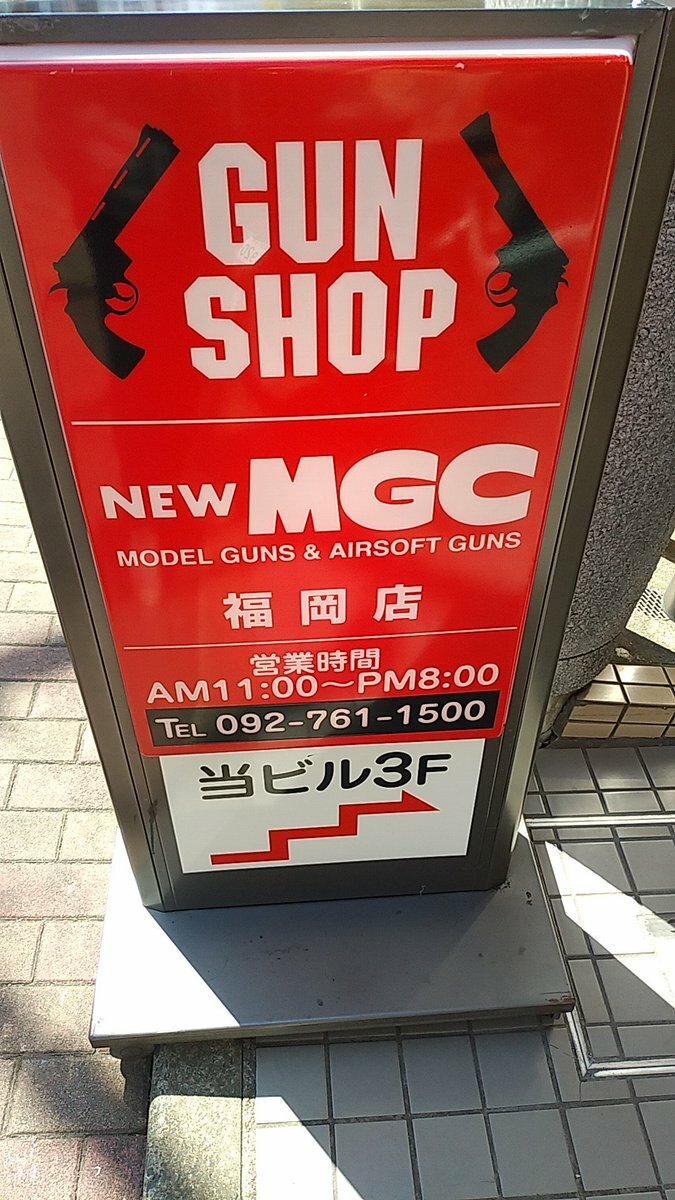 GUN
SHOP
NEW MGC
MODEL GUNS & AIRSOFT GUNS
福岡店
営業時間
AM11:00〜PM8:00
TEL 092-761-1500
当ビル3F